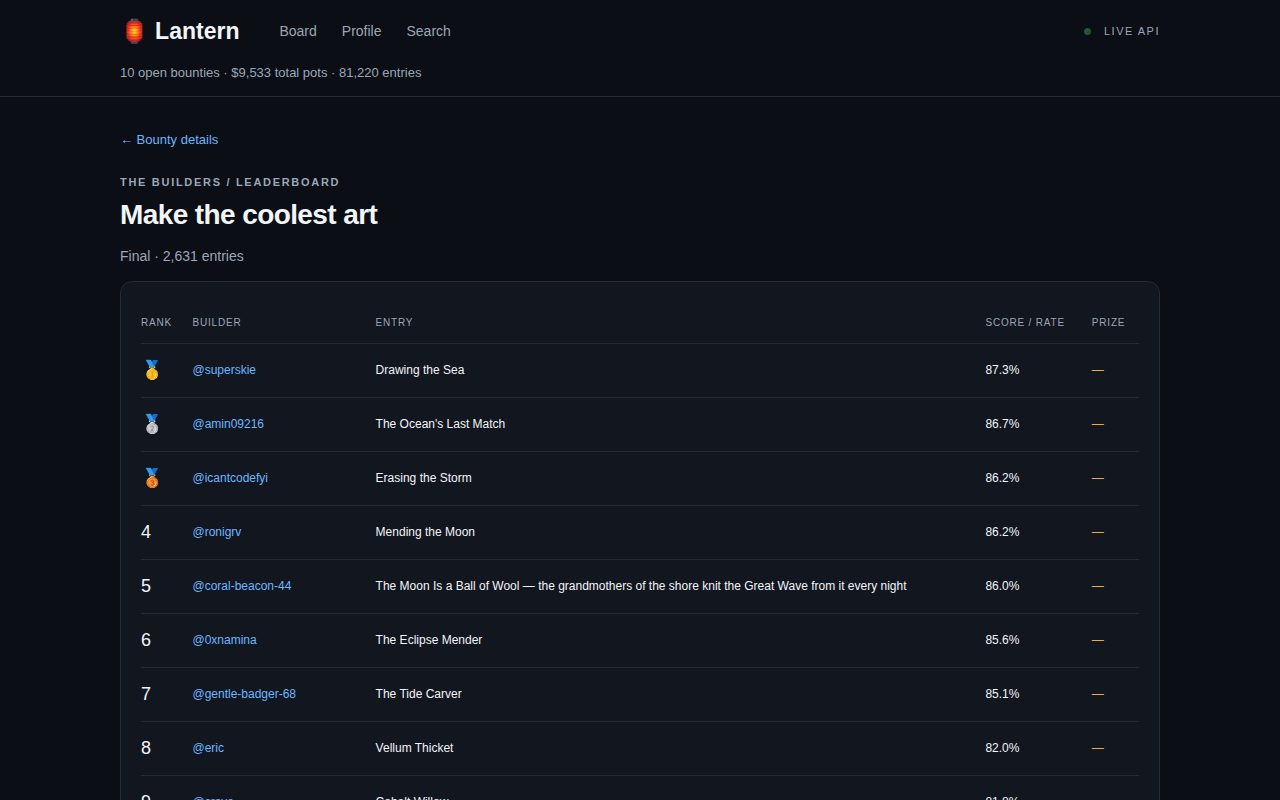 Lantern Board Profile Search LIVE API
10 open bounties · $9,533 total pots · 81,220 entries
← Bounty details
THE BUILDERS / LEADERBOARD
Make the coolest art
Final · 2,631 entries
RANK BUILDER ENTRY SCORE / RATE PRIZE
@superskie Drawing the Sea 87.3% —
@amin09216 The Ocean's Last Match 86.7% —
@icantcodefyi Erasing the Storm 86.2% —
4 @ronigrv Mending the Moon 86.2% —
5 @coral-beacon-44 The Moon Is a Ball of Wool — the grandmothers of the shore knit the Great Wave from it every night 86.0% —
6 @0xnamina The Eclipse Mender 85.6% —
7 @gentle-badger-68 The Tide Carver 85.1% —
8 @eric Vellum Thicket 82.0% —